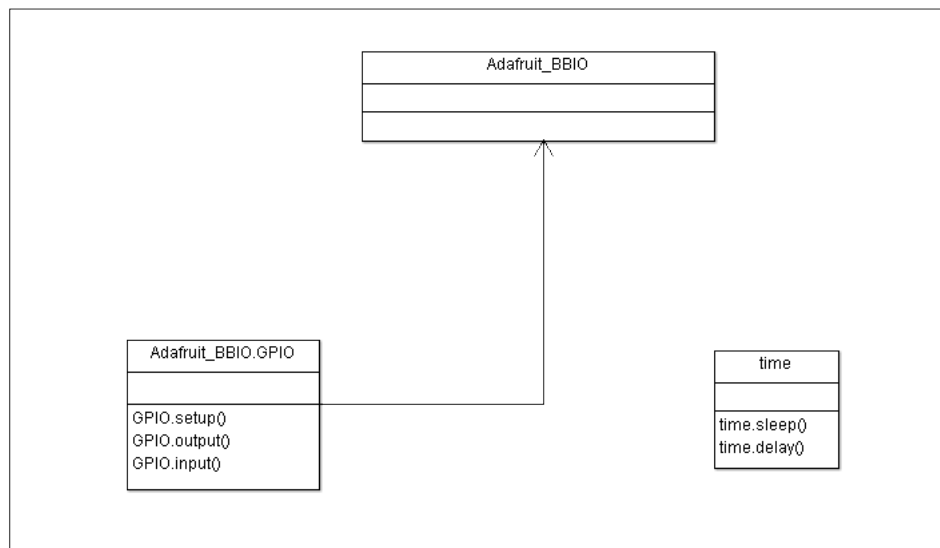 Adafruit_BBIO
Adafruit_BBIO.GPIO
GPIO.setup()
GPIO.output()
GPIO.input()
time
time.sleep()
time.delay()